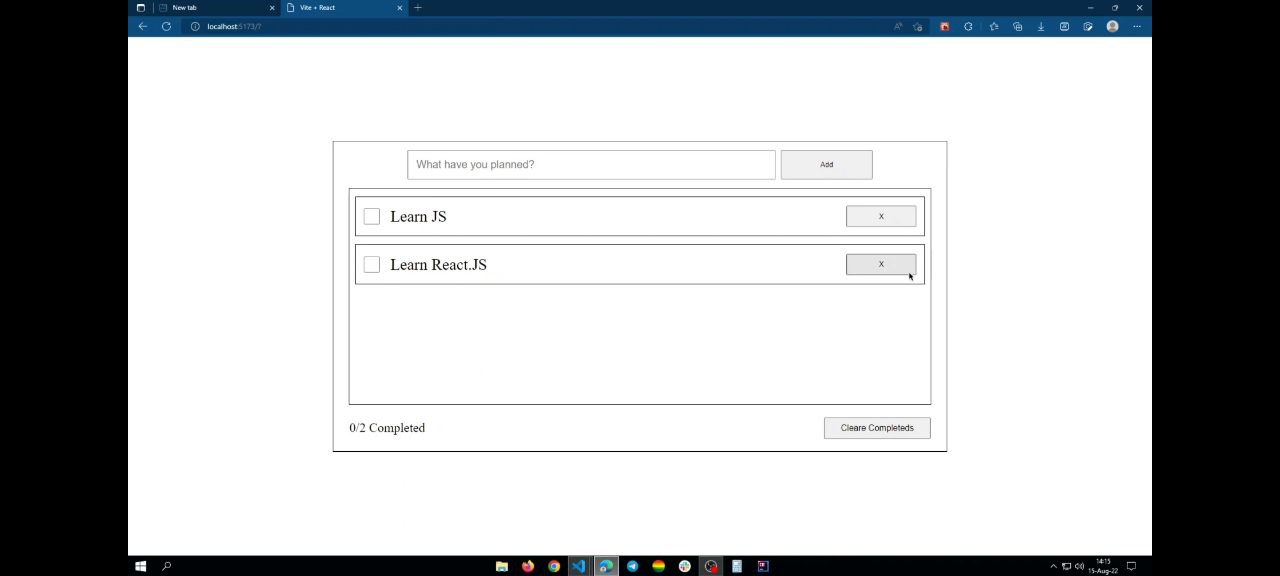 New tab
Vite + React
localhost:5173/?
What have you planned?
Add
Learn JS
X
Learn React.JS
X
0/2 Completed
Cleare Completeds
14:15
15-Aug-22